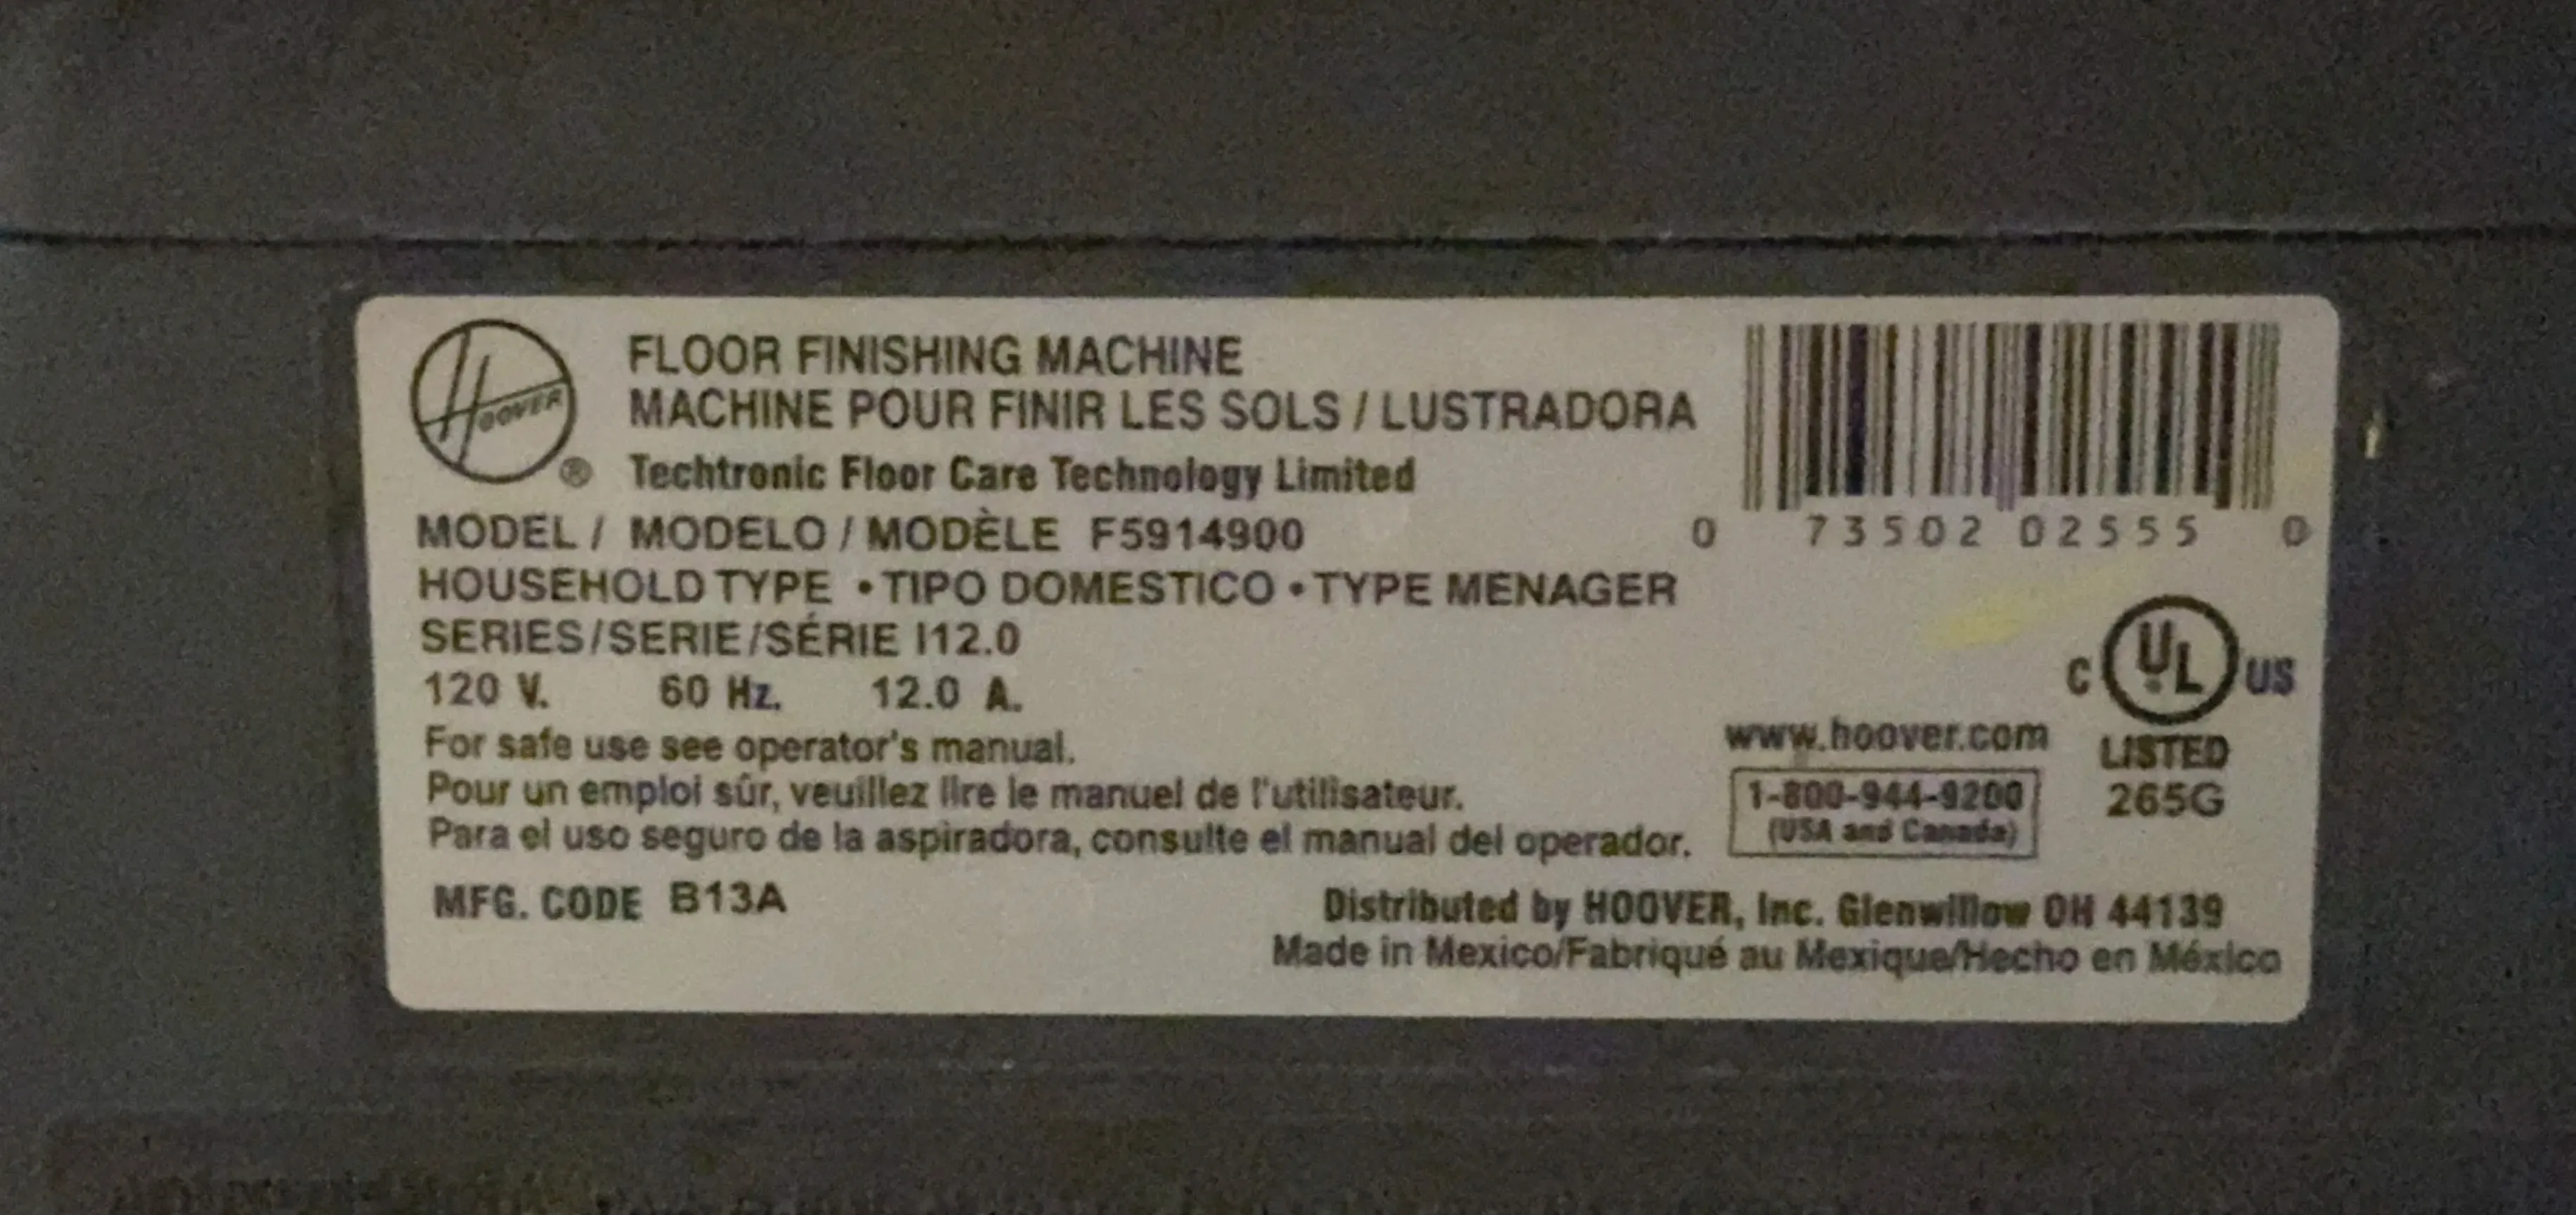 HOOVER ®
FLOOR FINISHING MACHINE
MACHINE POUR FINIR LES SOLS / LUSTRADORA
Techtronic Floor Care Technology Limited
MODEL / MODELO / MODÈLE F5914900
0 73502 02555 0
HOUSEHOLD TYPE • TIPO DOMESTICO • TYPE MENAGER
SERIES/SERIE/SÉRIE I12.0
120 V. 60 Hz. 12.0 A.
C UL US
LISTED
265G
For safe use see operator's manual.
Pour un emploi sûr, veuillez lire le manuel de l'utilisateur.
Para el uso seguro de la aspiradora, consulte el manual del operador.
www.hoover.com
1-800-944-9200
(USA and Canada)
MFG. CODE B13A
Distributed by HOOVER, Inc. Glenwillow OH 44139
Made in Mexico/Fabriqué au Mexique/Hecho en México